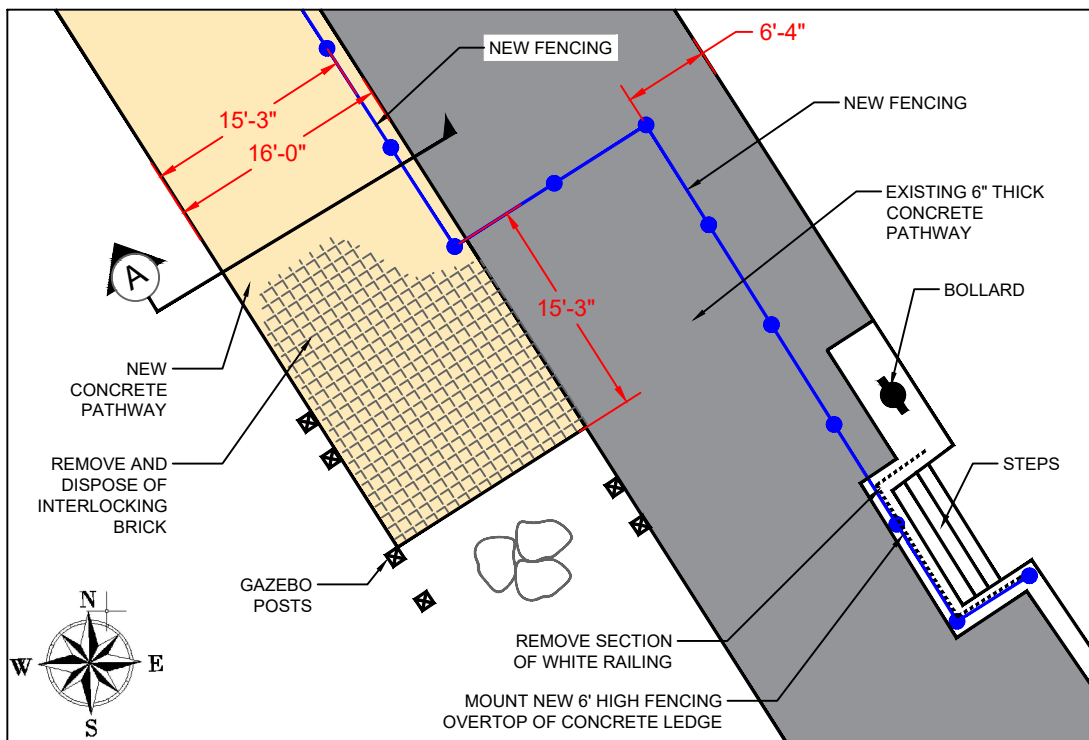 6'-4"
NEW FENCING
15'-3"
16'-0"
NEW FENCING
EXISTING 6" THICK
CONCRETE
PATHWAY
A
15'-3"
BOLLARD
NEW
CONCRETE
PATHWAY
REMOVE AND
DISPOSE OF
INTERLOCKING
BRICK
STEPS
GAZEBO
POSTS
N
W
E
S
REMOVE SECTION
OF WHITE RAILING
MOUNT NEW 6' HIGH FENCING
OVERTOP OF CONCRETE LEDGE